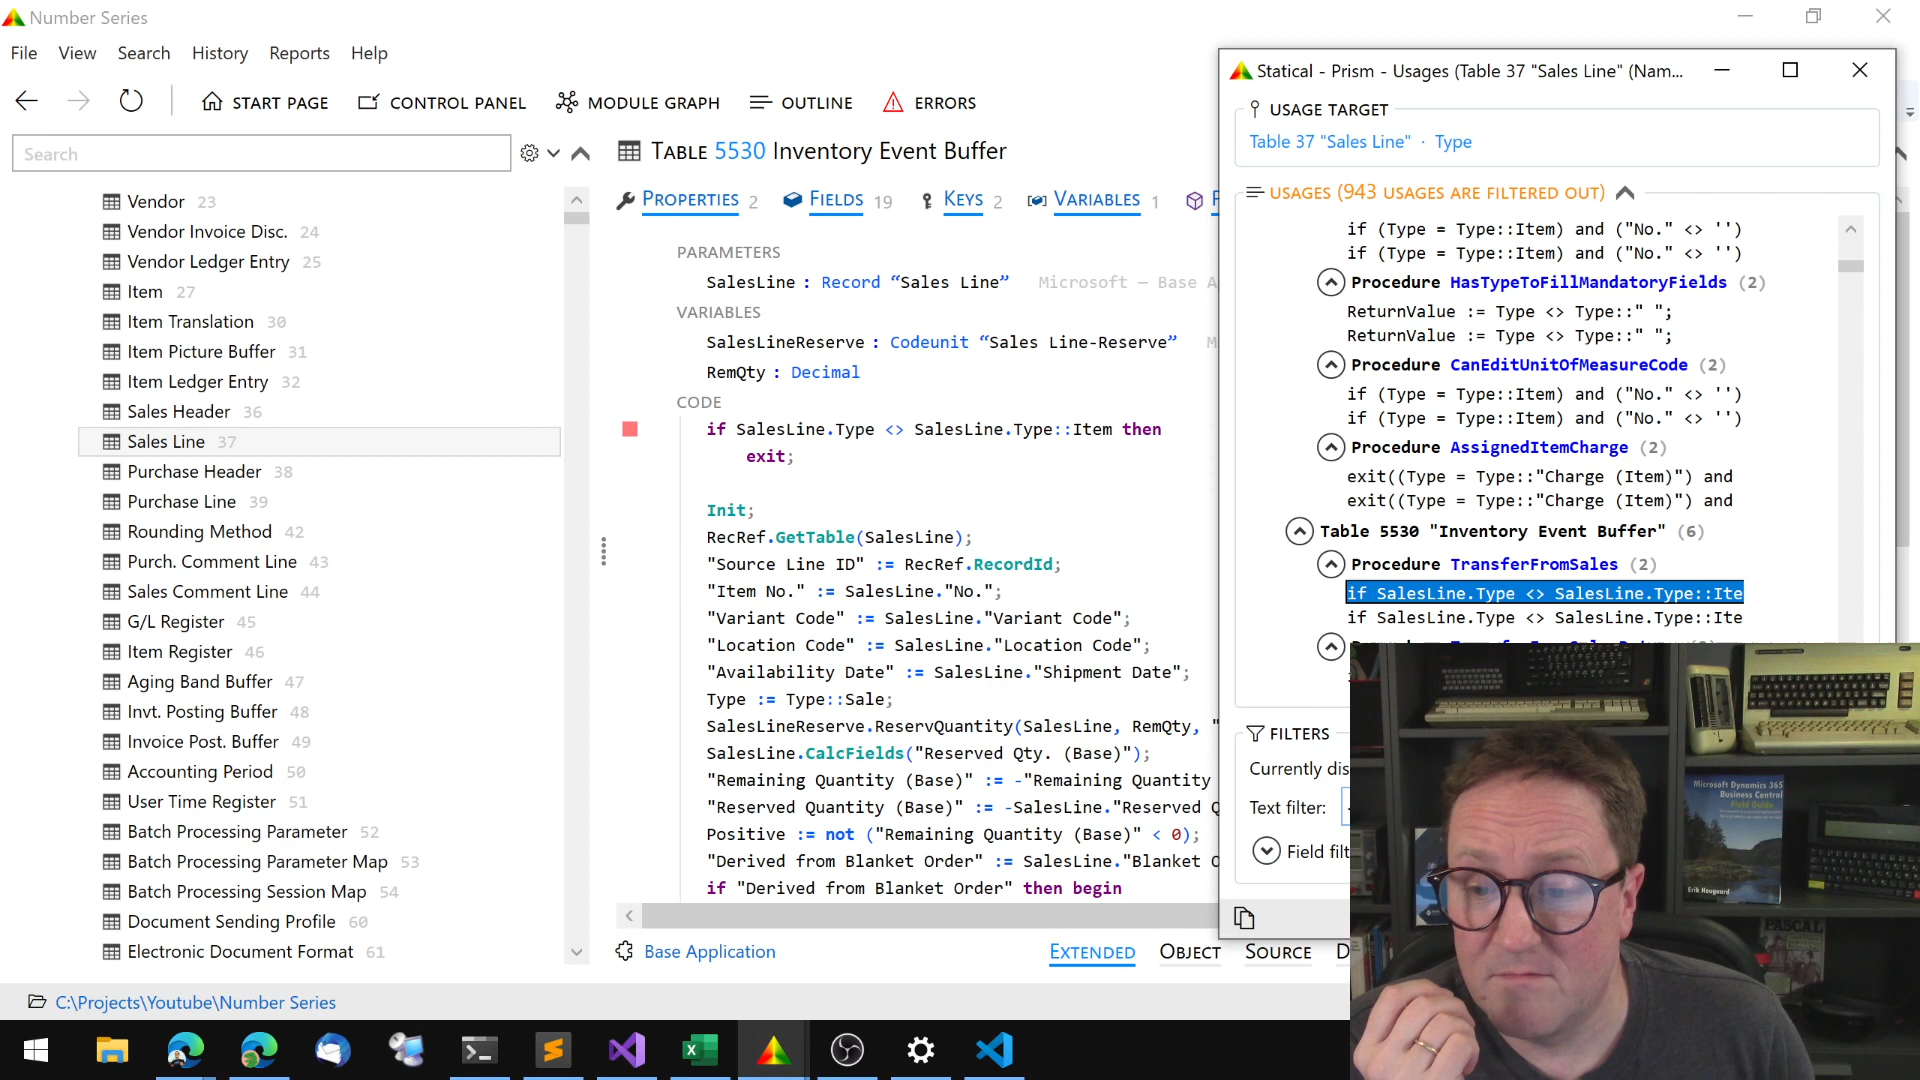 Number Series
File View Search History Reports Help
START PAGE CONTROL PANEL MODULE GRAPH OUTLINE ERRORS
Search
Vendor 23
Vendor Invoice Disc. 24
Vendor Ledger Entry 25
Item 27
Item Translation 30
Item Picture Buffer 31
Item Ledger Entry 32
Sales Header 36
Sales Line 37
Purchase Header 38
Purchase Line 39
Rounding Method 42
Purch. Comment Line 43
Sales Comment Line 44
G/L Register 45
Item Register 46
Aging Band Buffer 47
Invt. Posting Buffer 48
Invoice Post. Buffer 49
Accounting Period 50
User Time Register 51
Batch Processing Parameter 52
Batch Processing Parameter Map 53
Batch Processing Session Map 54
Document Sending Profile 60
Electronic Document Format 61
TABLE 5530 Inventory Event Buffer
PROPERTIES 2 FIELDS 19 KEYS 2 VARIABLES 1 P
PARAMETERS
SalesLine : Record “Sales Line” Microsoft — Base A
VARIABLES
SalesLineReserve : Codeunit “Sales Line-Reserve” M
RemQty : Decimal
CODE
if SalesLine.Type <> SalesLine.Type::Item then
exit;
Init;
RecRef.GetTable(SalesLine);
"Source Line ID" := RecRef.RecordId;
"Item No." := SalesLine."No.";
"Variant Code" := SalesLine."Variant Code";
"Location Code" := SalesLine."Location Code";
"Availability Date" := SalesLine."Shipment Date";
Type := Type::Sale;
SalesLineReserve.ReservQuantity(SalesLine, RemQty, "
SalesLine.CalcFields("Reserved Qty. (Base)");
"Remaining Quantity (Base)" := -"Remaining Quantity
"Reserved Quantity (Base)" := -SalesLine."Reserved Q
Positive := not ("Remaining Quantity (Base)" < 0);
"Derived from Blanket Order" := SalesLine."Blanket O
if "Derived from Blanket Order" then begin
Base Application
EXTENDED OBJECT SOURCE D
Statical - Prism - Usages (Table 37 "Sales Line" (Nam...
USAGE TARGET
Table 37 "Sales Line" · Type
USAGES (943 USAGES ARE FILTERED OUT)
if (Type = Type::Item) and ("No." <> '')
if (Type = Type::Item) and ("No." <> '')
Procedure HasTypeToFillMandatoryFields (2)
ReturnValue := Type <> Type::" ";
ReturnValue := Type <> Type::" ";
Procedure CanEditUnitOfMeasureCode (2)
if (Type = Type::Item) and ("No." <> '')
if (Type = Type::Item) and ("No." <> '')
Procedure AssignedItemCharge (2)
exit((Type = Type::"Charge (Item)") and
exit((Type = Type::"Charge (Item)") and
Table 5530 "Inventory Event Buffer" (6)
Procedure TransferFromSales (2)
if SalesLine.Type <> SalesLine.Type::Ite
if SalesLine.Type <> SalesLine.Type::Ite
FILTERS
Currently dis
Text filter:
Field filt
Microsoft Dynamics 365
Business Central
Field Guide
Erik Hougaard
PASCAL
C:\Projects\Youtube\Number Series